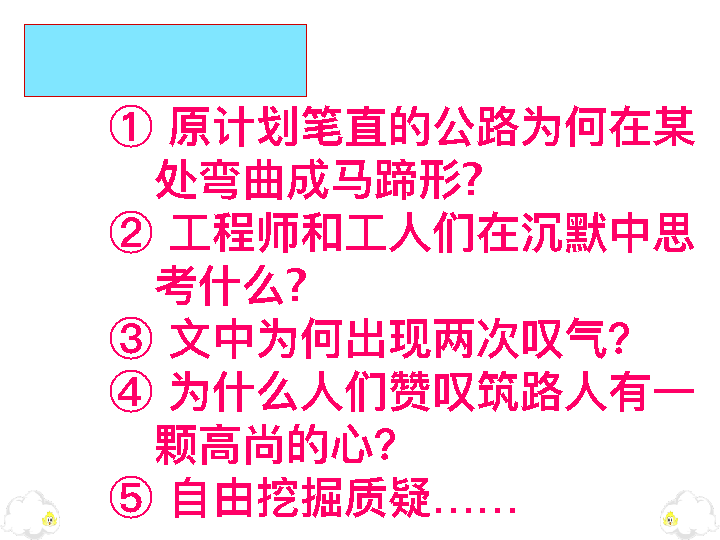 ① 原计划笔直的公路为何在某
处弯曲成马蹄形?
② 工程师和工人们在沉默中思
考什么?
③ 文中为何出现两次叹气?
④ 为什么人们赞叹筑路人有一
颗高尚的心?
⑤ 自由挖掘质疑……